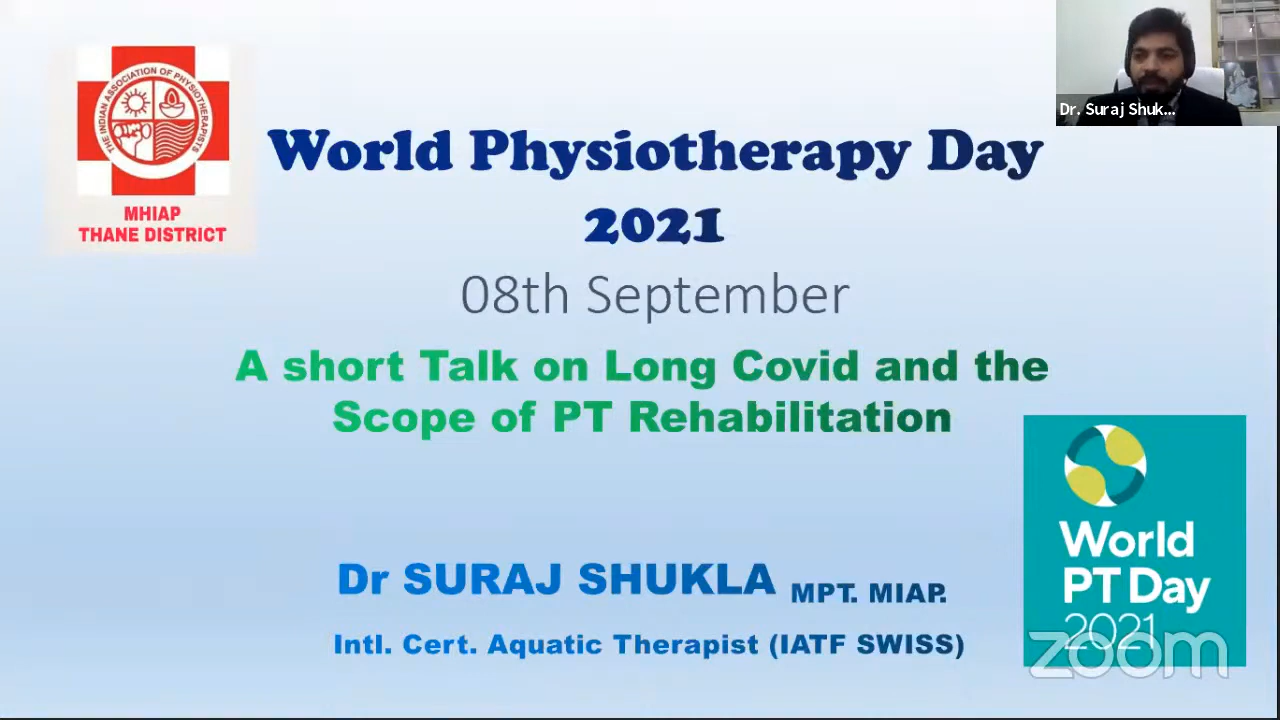 THE INDIAN ASSOCIATION OF PHYSIOTHERAPISTS
MHIAP
THANE DISTRICT
Dr. Suraj Shuk...
World Physiotherapy Day
2021
08th September
A short Talk on Long Covid and the
Scope of PT Rehabilitation
Dr SURAJ SHUKLA MPT. MIAP.
Intl. Cert. Aquatic Therapist (IATF SWISS)
World
PT Day
2021
zoom